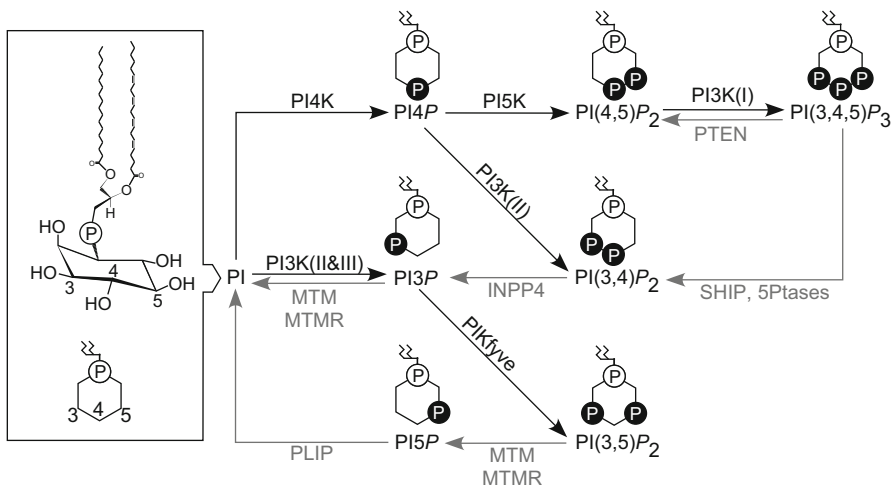 P
P
PI4K
PI4P
PI5K
P
P P
PI(4,5)P2
PI3K(I)
PTEN
P
P P P
PI(3,4,5)P3
O
O
O
O
H
P
HO
HO
HO
OH
OH
3
4
5
P
3 4 5
PI
PI3K(II)
PI3K(II&III)
MTM
MTMR
P
P
PI3P
INPP4
P
P P
PI(3,4)P2
SHIP, 5Ptases
PIKfyve
P
P
PI5P
PLIP
MTM
MTMR
P
P P
PI(3,5)P2